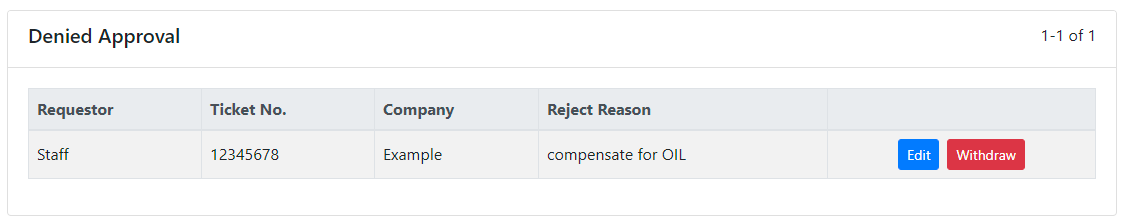 Denied Approval 1-1 of 1
Requestor Ticket No. Company Reject Reason
Staff 12345678 Example compensate for OIL Edit Withdraw